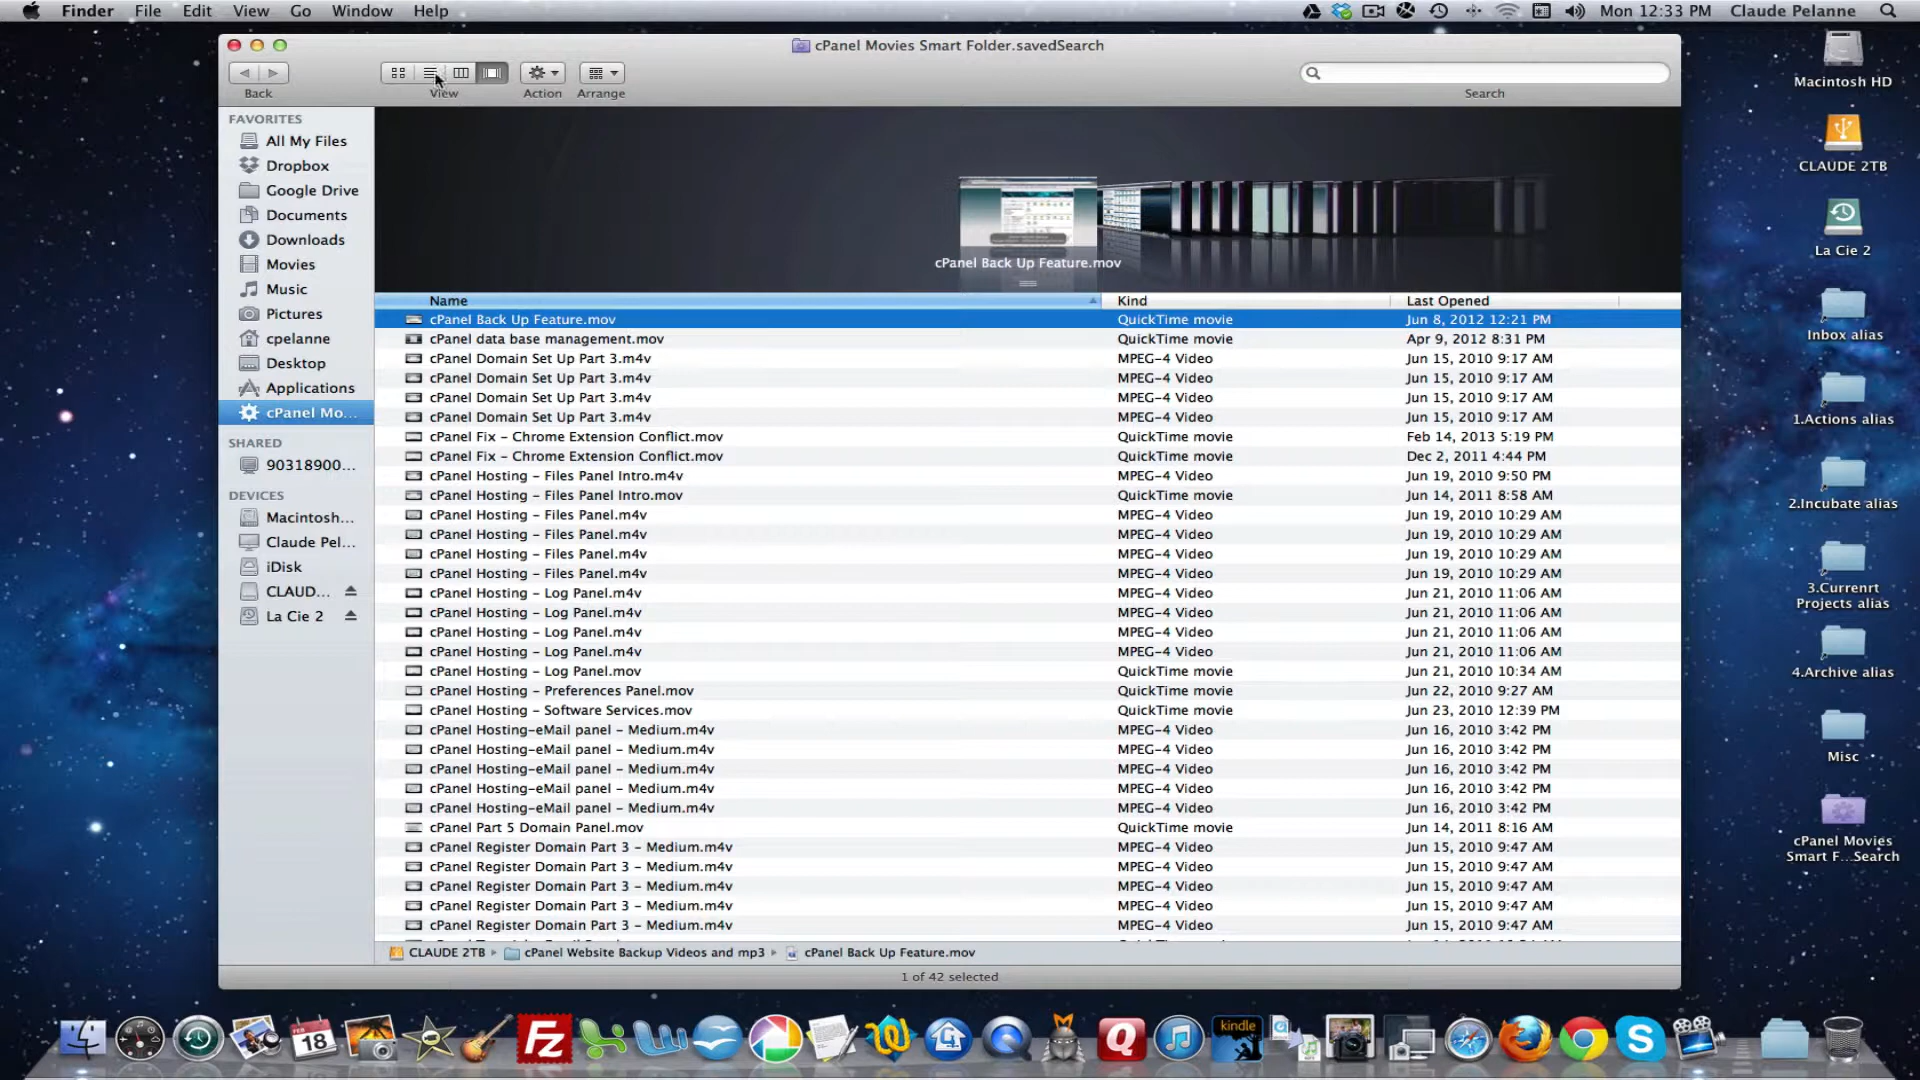 Finder File Edit View Go Window Help Mon 12:33 PM Claude Pelanne
cPanel Movies Smart Folder.savedSearch
Back View Action Arrange Search
FAVORITES
All My Files
Dropbox
Google Drive
Documents
Downloads
Movies
Music
Pictures
cpelanne
Desktop
Applications
cPanel Mo...
SHARED
90318900...
DEVICES
Macintosh...
Claude Pel...
iDisk
CLAUD...
La Cie 2
cPanel Back Up Feature.mov
Name Kind Last Opened
cPanel Back Up Feature.mov QuickTime movie Jun 8, 2012 12:21 PM
cPanel data base management.mov QuickTime movie Apr 9, 2012 8:31 PM
cPanel Domain Set Up Part 3.m4v MPEG-4 Video Jun 15, 2010 9:17 AM
cPanel Domain Set Up Part 3.m4v MPEG-4 Video Jun 15, 2010 9:17 AM
cPanel Domain Set Up Part 3.m4v MPEG-4 Video Jun 15, 2010 9:17 AM
cPanel Domain Set Up Part 3.m4v MPEG-4 Video Jun 15, 2010 9:17 AM
cPanel Fix - Chrome Extension Conflict.mov QuickTime movie Feb 14, 2013 5:19 PM
cPanel Fix - Chrome Extension Conflict.mov QuickTime movie Dec 2, 2011 4:44 PM
cPanel Hosting - Files Panel Intro.m4v MPEG-4 Video Jun 19, 2010 9:50 PM
cPanel Hosting - Files Panel Intro.mov QuickTime movie Jun 14, 2011 8:58 AM
cPanel Hosting - Files Panel.m4v MPEG-4 Video Jun 19, 2010 10:29 AM
cPanel Hosting - Files Panel.m4v MPEG-4 Video Jun 19, 2010 10:29 AM
cPanel Hosting - Files Panel.m4v MPEG-4 Video Jun 19, 2010 10:29 AM
cPanel Hosting - Files Panel.m4v MPEG-4 Video Jun 19, 2010 10:29 AM
cPanel Hosting - Log Panel.m4v MPEG-4 Video Jun 21, 2010 11:06 AM
cPanel Hosting - Log Panel.m4v MPEG-4 Video Jun 21, 2010 11:06 AM
cPanel Hosting - Log Panel.m4v MPEG-4 Video Jun 21, 2010 11:06 AM
cPanel Hosting - Log Panel.m4v MPEG-4 Video Jun 21, 2010 11:06 AM
cPanel Hosting - Log Panel.mov QuickTime movie Jun 21, 2010 10:34 AM
cPanel Hosting - Preferences Panel.mov QuickTime movie Jun 22, 2010 9:27 AM
cPanel Hosting - Software Services.mov QuickTime movie Jun 23, 2010 12:39 PM
cPanel Hosting-eMail panel - Medium.m4v MPEG-4 Video Jun 16, 2010 3:42 PM
cPanel Hosting-eMail panel - Medium.m4v MPEG-4 Video Jun 16, 2010 3:42 PM
cPanel Hosting-eMail panel - Medium.m4v MPEG-4 Video Jun 16, 2010 3:42 PM
cPanel Hosting-eMail panel - Medium.m4v MPEG-4 Video Jun 16, 2010 3:42 PM
cPanel Hosting-eMail panel - Medium.m4v MPEG-4 Video Jun 16, 2010 3:42 PM
cPanel Part 5 Domain Panel.mov QuickTime movie Jun 14, 2011 8:16 AM
cPanel Register Domain Part 3 - Medium.m4v MPEG-4 Video Jun 15, 2010 9:47 AM
cPanel Register Domain Part 3 - Medium.m4v MPEG-4 Video Jun 15, 2010 9:47 AM
cPanel Register Domain Part 3 - Medium.m4v MPEG-4 Video Jun 15, 2010 9:47 AM
cPanel Register Domain Part 3 - Medium.m4v MPEG-4 Video Jun 15, 2010 9:47 AM
cPanel Register Domain Part 3 - Medium.m4v MPEG-4 Video Jun 15, 2010 9:47 AM
CLAUDE 2TB cPanel Website Backup Videos and mp3 cPanel Back Up Feature.mov
1 of 42 selected
Macintosh HD
CLAUDE 2TB
La Cie 2
Inbox alias
1.Actions alias
2.Incubate alias
3.Currenrt
Projects alias
4.Archive alias
Misc
cPanel Movies
Smart F...Search
FEB
18
Fz
Q
kindle
S